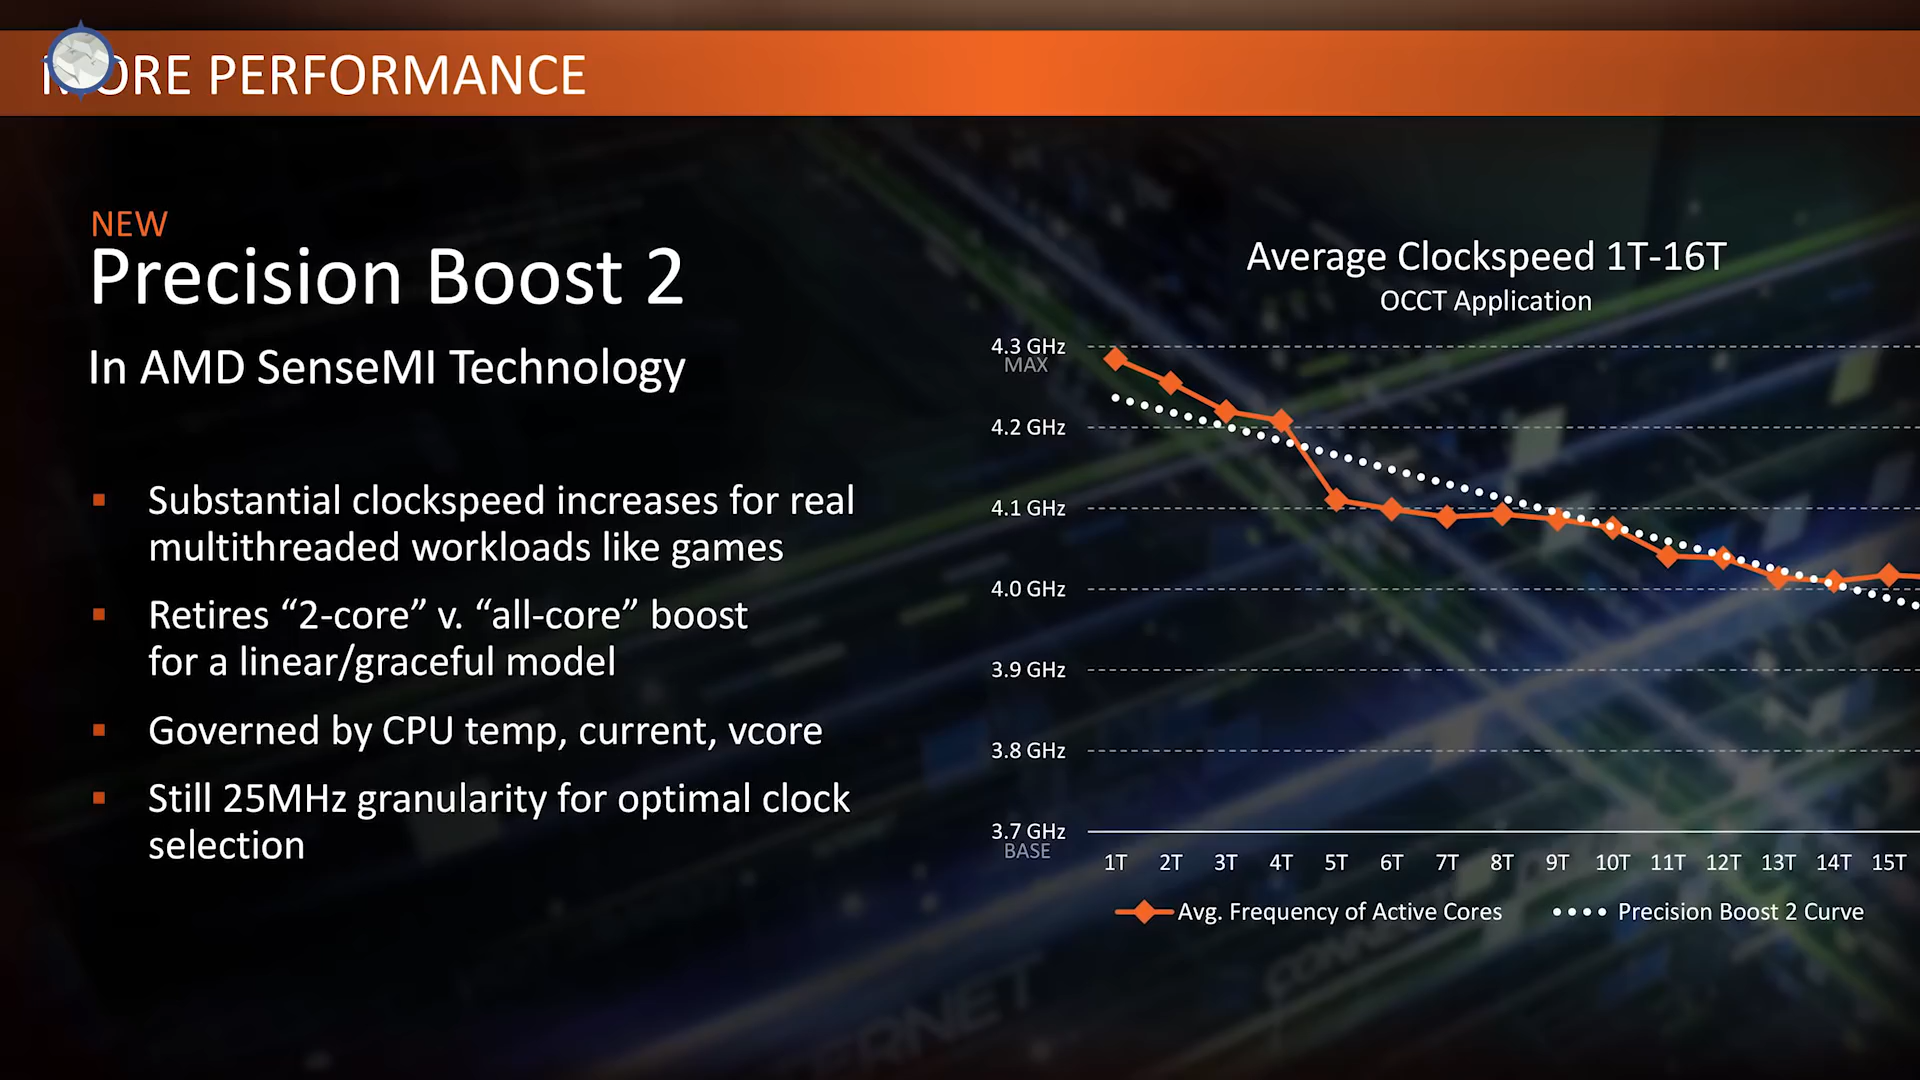 MORE PERFORMANCE
NEW
Precision Boost 2
In AMD SenseMI Technology
▪ Substantial clockspeed increases for real
multithreaded workloads like games
▪ Retires “2-core” v. “all-core” boost
for a linear/graceful model
▪ Governed by CPU temp, current, vcore
▪ Still 25MHz granularity for optimal clock
selection
Average Clockspeed 1T-16T
OCCT Application
4.3 GHz
MAX
4.2 GHz
4.1 GHz
4.0 GHz
3.9 GHz
3.8 GHz
3.7 GHz
BASE
1T 2T 3T 4T 5T 6T 7T 8T 9T 10T 11T 12T 13T 14T 15T
Avg. Frequency of Active Cores Precision Boost 2 Curve